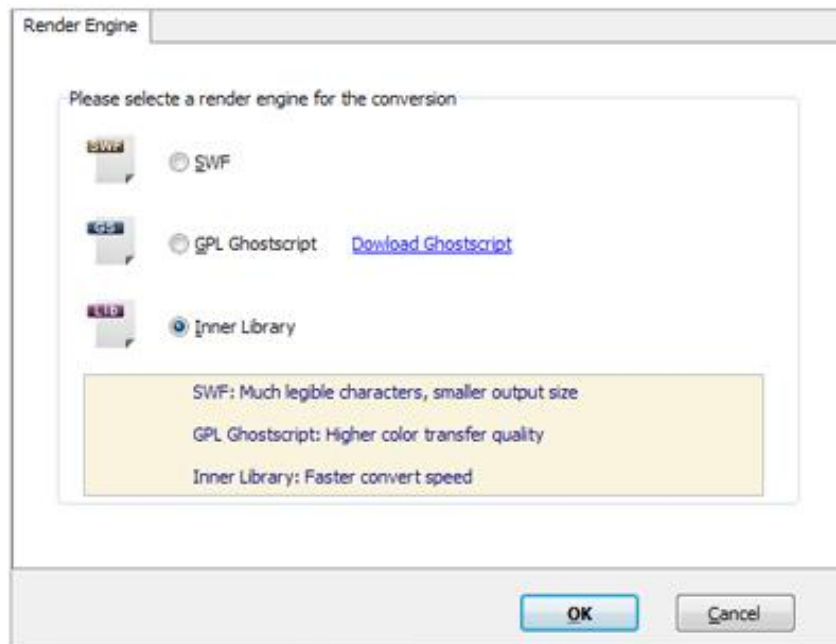 Render Engine
Please selecte a render engine for the conversion
SWF
SWF
GS
GPL Ghostscript Dowload Ghostscript
Lib
Inner Library
SWF: Much legible characters, smaller output size
GPL Ghostscript: Higher color transfer quality
Inner Library: Faster convert speed
OK Cancel